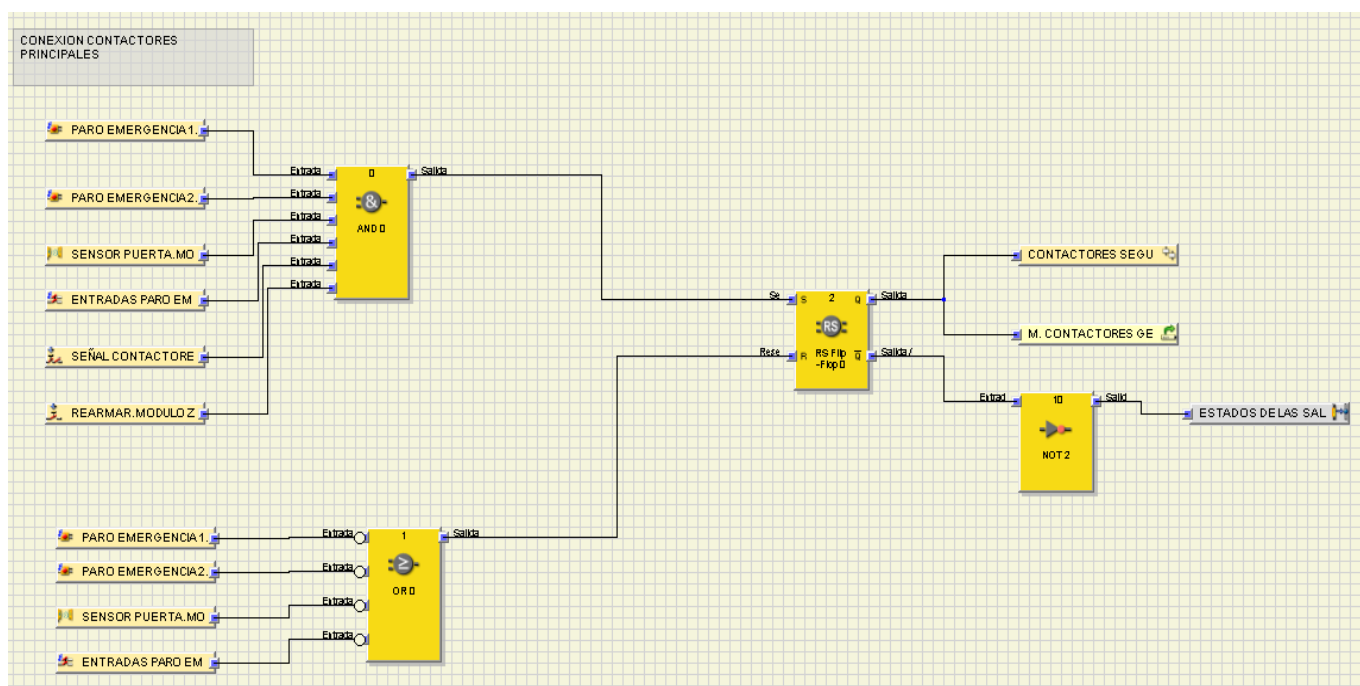 CONEXION CONTACTORES
PRINCIPALES
PARO EMERGENCIA1.
PARO EMERGENCIA2.
SENSOR PUERTA.MO
ENTRADAS PARO EM
SEÑAL CONTACTORE
REARMAR.MODULO Z
Entrada
Entrada
Entrada
Entrada
Entrada
Entrada
0
&
AND 0
Salida
Se
Rese
S 2 Q
RS
R RS Flip Q
-Flop 0
Salida
Salida /
CONTACTORES SEGU
M. CONTACTORES GE
Entrad
10
NOT 2
Salid
ESTADOS DE LAS SAL
PARO EMERGENCIA1.
PARO EMERGENCIA2.
SENSOR PUERTA.MO
ENTRADAS PARO EM
Entrada
Entrada
Entrada
Entrada
1
≥
OR 0
Salida